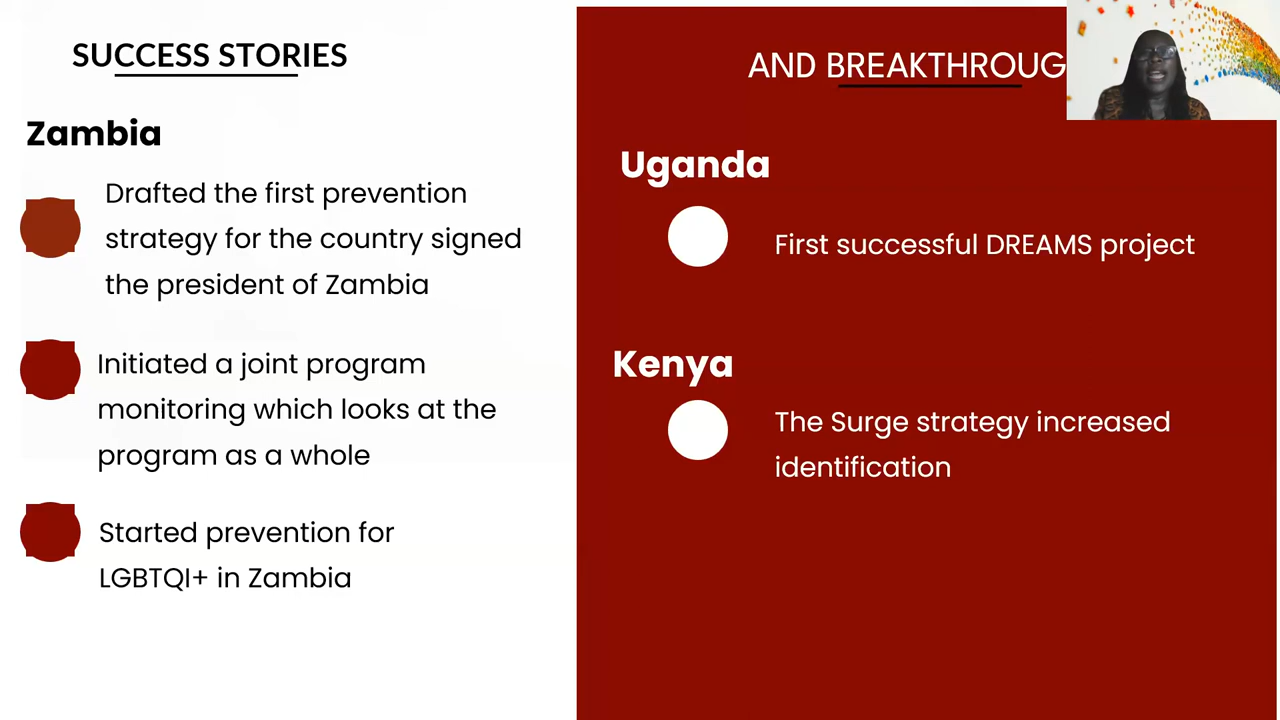 SUCCESS STORIES
Zambia
Drafted the first prevention
strategy for the country signed
the president of Zambia
Initiated a joint program
monitoring which looks at the
program as a whole
Started prevention for
LGBTQI+ in Zambia
AND BREAKTHROUG
Uganda
First successful DREAMS project
Kenya
The Surge strategy increased
identification